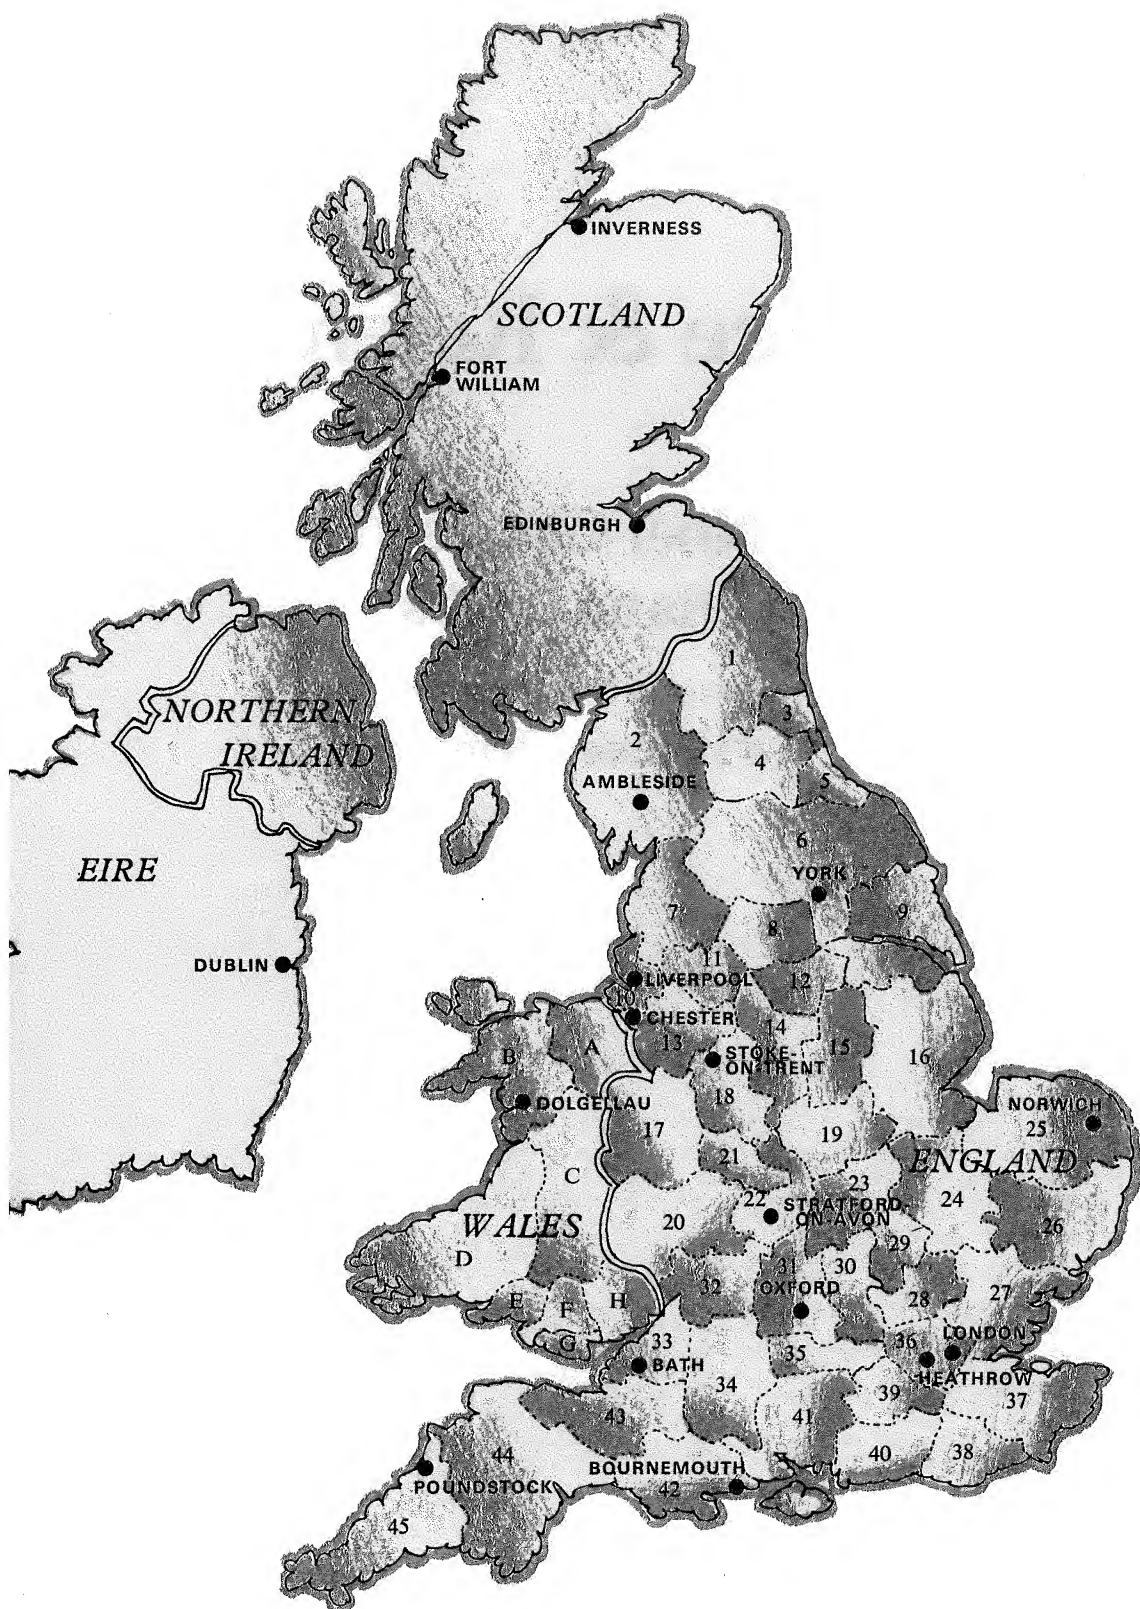 INVERNESS
SCOTLAND
FORT
WILLIAM
EDINBURGH
1
NORTHERN
IRELAND
3
2
4
5
AMBLESIDE
6
EIRE
YORK
7
8
9
DUBLIN
11
12
LIVERPOOL
10
CHESTER
14
13
15
16
STOKE-
ON-TRENT
A
B
18
DOLGELLAU
NORWICH
17
19
25
21
ENGLAND
C
23
22
24
STRATFORD-
ON-AVON
20
WALES
26
29
D
31
30
32
OXFORD
27
28
E
F
H
G
33
36
LONDON
BATH
35
HEATHROW
34
39
37
43
41
44
40
38
BOURNEMOUTH
POUNDSTOCK
42
45